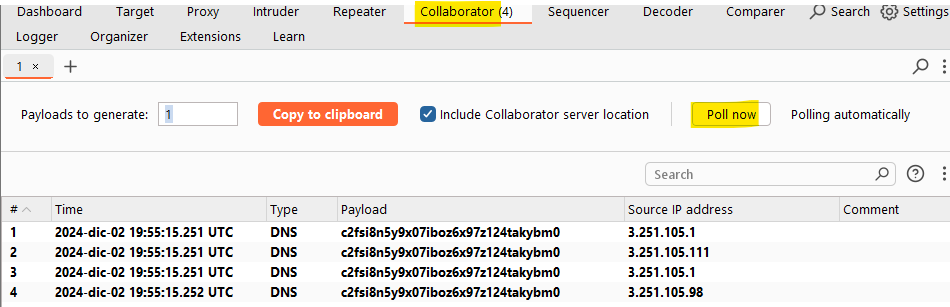 Dashboard Target Proxy Intruder Repeater Collaborator (4) Sequencer Decoder Comparer Search Settings
Logger Organizer Extensions Learn
1 × +
Payloads to generate: 1 Copy to clipboard Include Collaborator server location Poll now Polling automatically
Search
# Time Type Payload Source IP address Comment
1 2024-dic-02 19:55:15.251 UTC DNS c2fsi8n5y9x07iboz6x97z124takybm0 3.251.105.1
2 2024-dic-02 19:55:15.251 UTC DNS c2fsi8n5y9x07iboz6x97z124takybm0 3.251.105.111
3 2024-dic-02 19:55:15.251 UTC DNS c2fsi8n5y9x07iboz6x97z124takybm0 3.251.105.1
4 2024-dic-02 19:55:15.252 UTC DNS c2fsi8n5y9x07iboz6x97z124takybm0 3.251.105.98